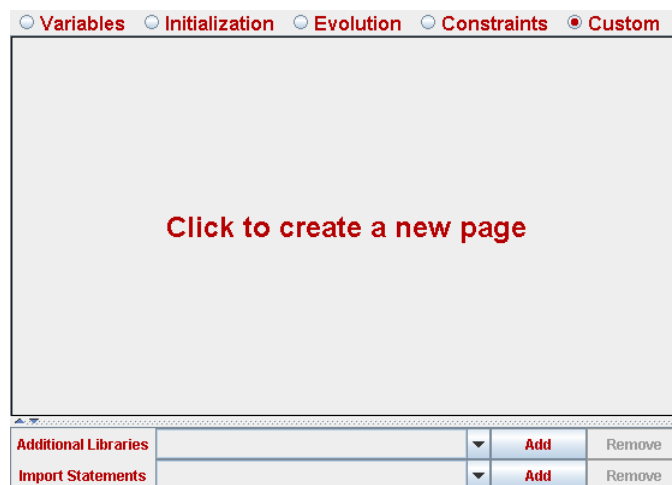 Variables Initialization Evolution Constraints Custom
Click to create a new page
Additional Libraries Add Remove
Import Statements Add Remove